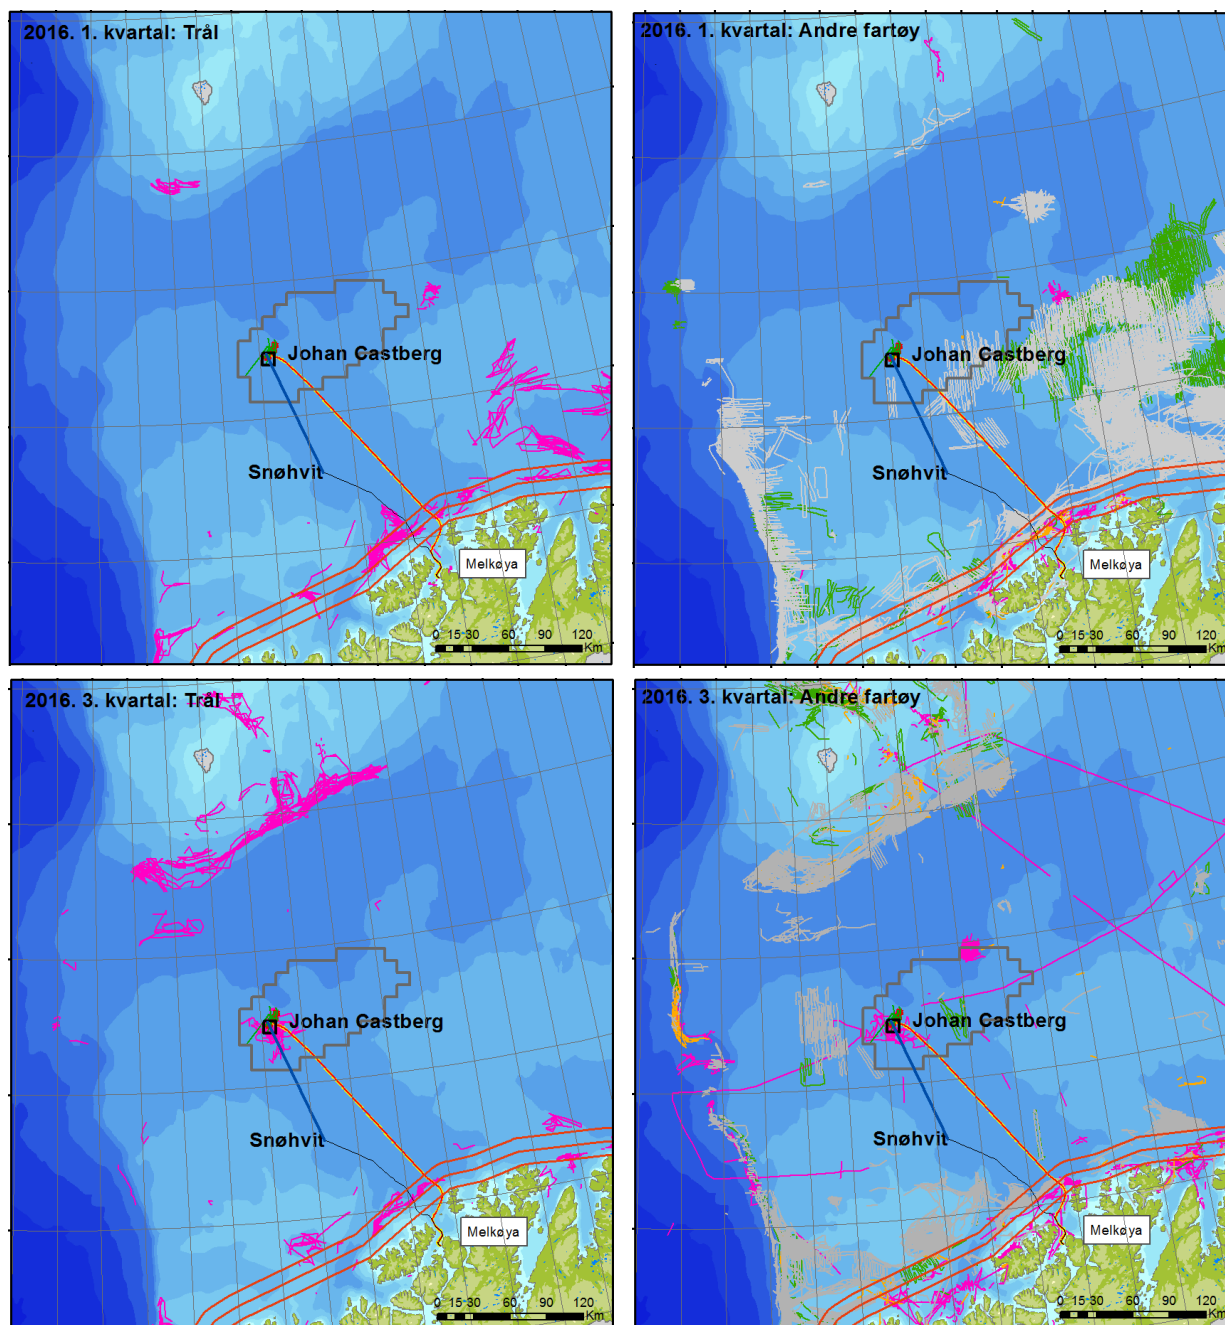 2016. 1. kvartal: Trål
Johan Castberg
Snøhvit
Melkøya
0 15 30 60 90 120
Km
2016. 1. kvartal: Andre fartøy
Johan Castberg
Snøhvit
Melkøya
0 15 30 60 90 120
Km
2016. 3. kvartal: Trål
Johan Castberg
Snøhvit
Melkøya
0 15 30 60 90 120
Km
2016. 3. kvartal: Andre fartøy
Johan Castberg
Snøhvit
Melkøya
0 15 30 60 90 120
Km